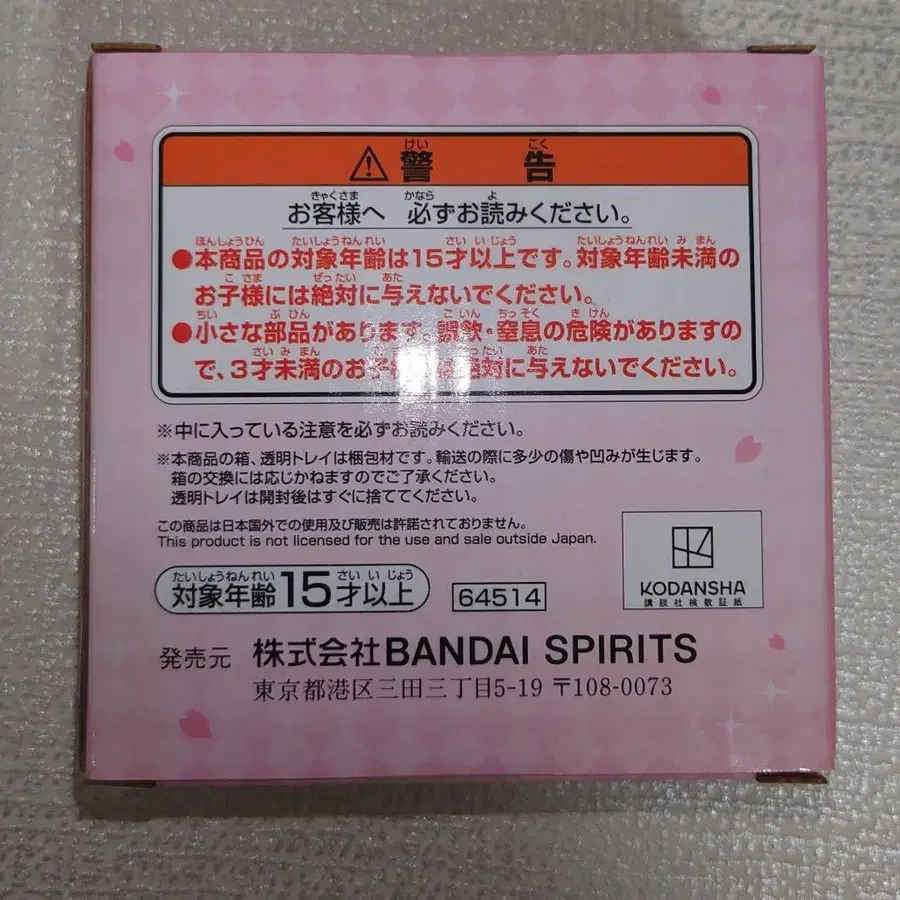 警告
お客様へ 必ずお読みください。
●本商品の対象年齢は15才以上です。対象年齢未満の
お子様には絶対に与えないでください。
●小さな部品があります。誤飲・窒息の危険がありますの
で、3才未満のお子様には絶対に与えないでください。
※中に入っている注意を必ずお読みください。
※本商品の箱、透明トレイは梱包材です。輸送の際に多少の傷や凹みが生じます。
箱の交換には応じかねますのでご了承ください。
透明トレイは開封後はすぐに捨ててください。
この商品は日本国外での使用及び販売は許諾されておりません。
This product is not licensed for the use and sale outside Japan.
KODANSHA
講談社検数証紙
対象年齢15才以上
64514
発売元 株式会社BANDAI SPIRITS
東京都港区三田三丁目5-19 〒108-0073